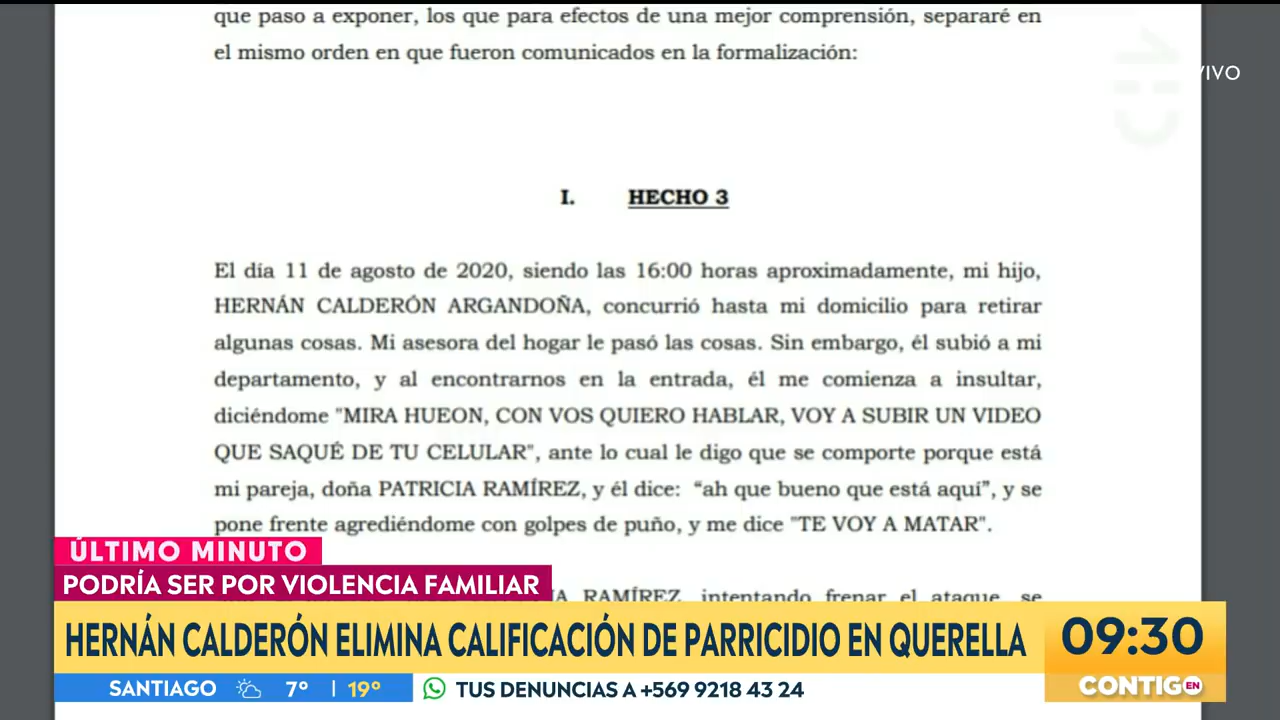 que paso a exponer, los que para efectos de una mejor comprensión, separaré en
el mismo orden en que fueron comunicados en la formalización:
CHV
VIVO
I. HECHO 3
El día 11 de agosto de 2020, siendo las 16:00 horas aproximadamente, mi hijo,
HERNÁN CALDERÓN ARGANDOÑA, concurrió hasta mi domicilio para retirar
algunas cosas. Mi asesora del hogar le pasó las cosas. Sin embargo, él subió a mi
departamento, y al encontrarnos en la entrada, él me comienza a insultar,
diciéndome "MIRA HUEON, CON VOS QUIERO HABLAR, VOY A SUBIR UN VIDEO
QUE SAQUÉ DE TU CELULAR", ante lo cual le digo que se comporte porque está
mi pareja, doña PATRICIA RAMÍREZ, y él dice: “ah que bueno que está aquí”, y se
pone frente agrediéndome con golpes de puño, y me dice "TE VOY A MATAR".
RAMÍREZ, intentando frenar el ataque, se
ÚLTIMO MINUTO
PODRÍA SER POR VIOLENCIA FAMILIAR
HERNÁN CALDERÓN ELIMINA CALIFICACIÓN DE PARRICIDIO EN QUERELLA
09:30
SANTIAGO 7° | 19°
TUS DENUNCIAS A +569 9218 43 24
CONTIGO EN